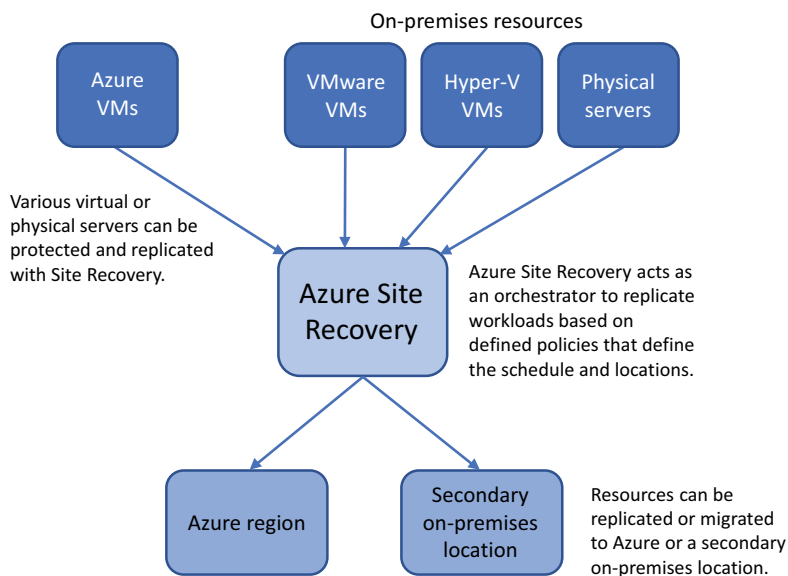 On-premises resources
Azure
VMs
VMware
VMs
Hyper-V
VMs
Physical
servers
Various virtual or
physical servers can be
protected and replicated
with Site Recovery.
Azure Site
Recovery
Azure Site Recovery acts as
an orchestrator to replicate
workloads based on
defined policies that define
the schedule and locations.
Azure region
Secondary
on-premises
location
Resources can be
replicated or migrated
to Azure or a secondary
on-premises location.